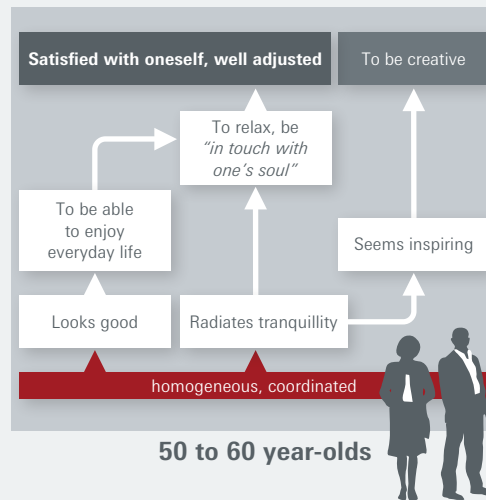 Satisfied with oneself, well adjusted
To be creative
To relax, be
“in touch with
one’s soul”
To be able
to enjoy
everyday life
Seems inspiring
Looks good
Radiates tranquillity
homogeneous, coordinated
50 to 60 year-olds